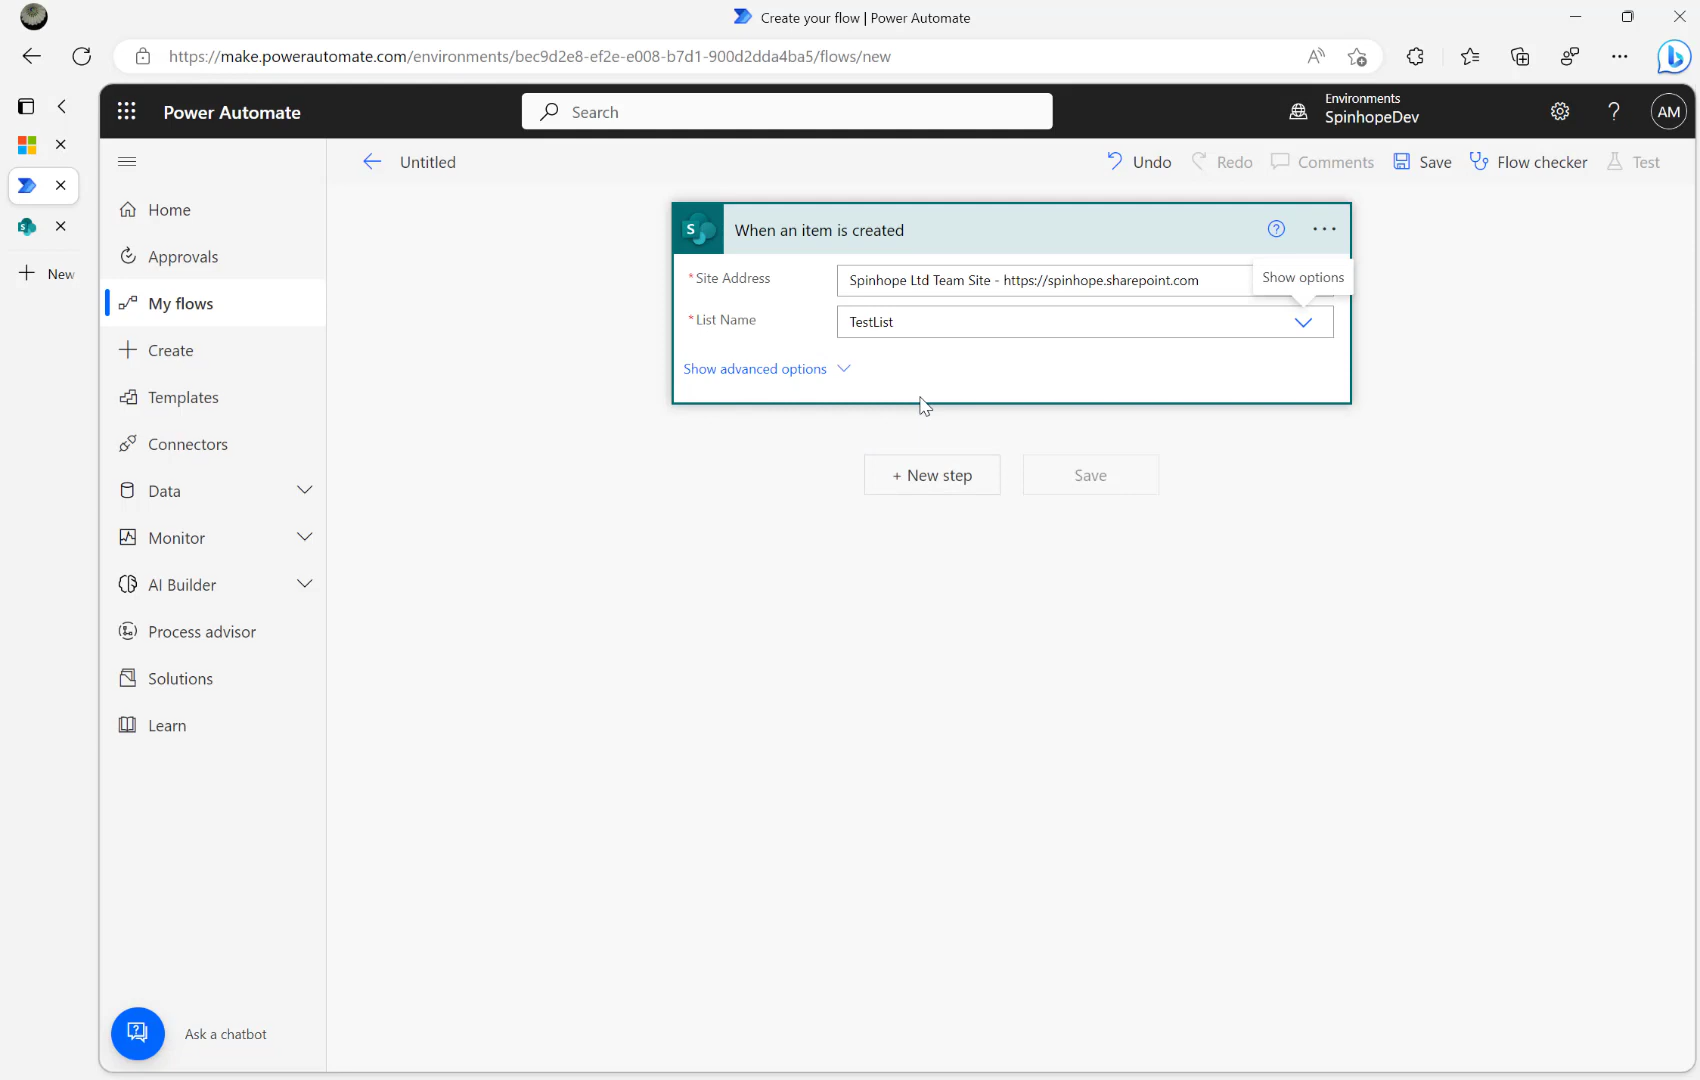 Create your flow | Power Automate
https://make.powerautomate.com/environments/bec9d2e8-ef2e-e008-b7d1-900d2dda4ba5/flows/new
Power Automate
Search
Environments
SpinhopeDev
AM
Untitled
Undo
Redo
Comments
Save
Flow checker
Test
New
Home
Approvals
My flows
Create
Templates
Connectors
Data
Monitor
AI Builder
Process advisor
Solutions
Learn
Ask a chatbot
When an item is created
* Site Address
Spinhope Ltd Team Site - https://spinhope.sharepoint.com
Show options
* List Name
TestList
Show advanced options
+ New step
Save